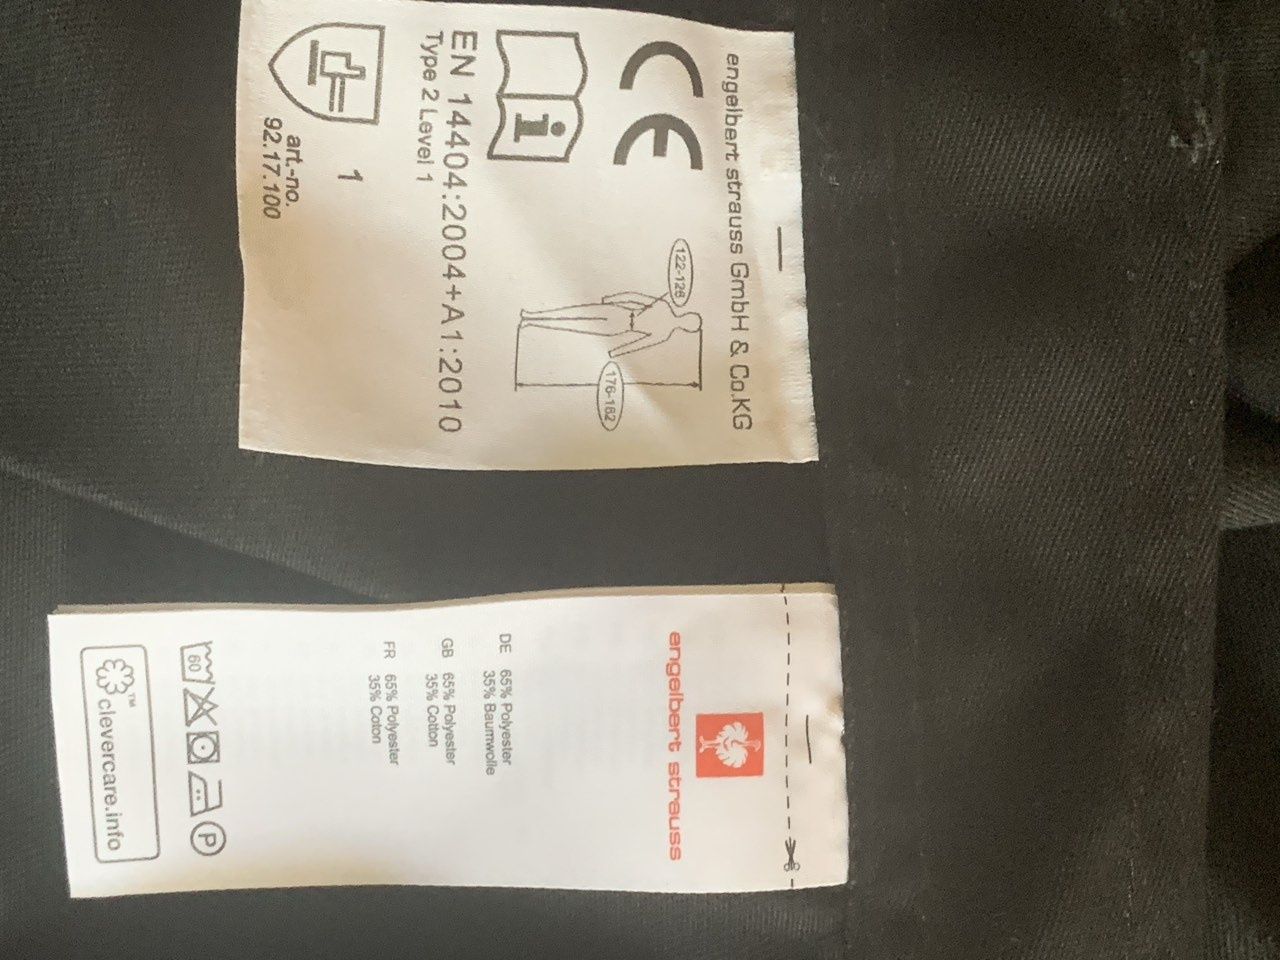 engelbert strauss GmbH & Co.KG
CE
122-126
176-182
i
EN 14404:2004+A1:2010
Type 2 Level 1
1
art.-no.
92.17.100
engelbert strauss
DE 65% Polyester
35% Baumwolle
GB 65% Polyester
35% Cotton
FR 65% Polyester
35% Coton
60
P
clevercare.info
TM